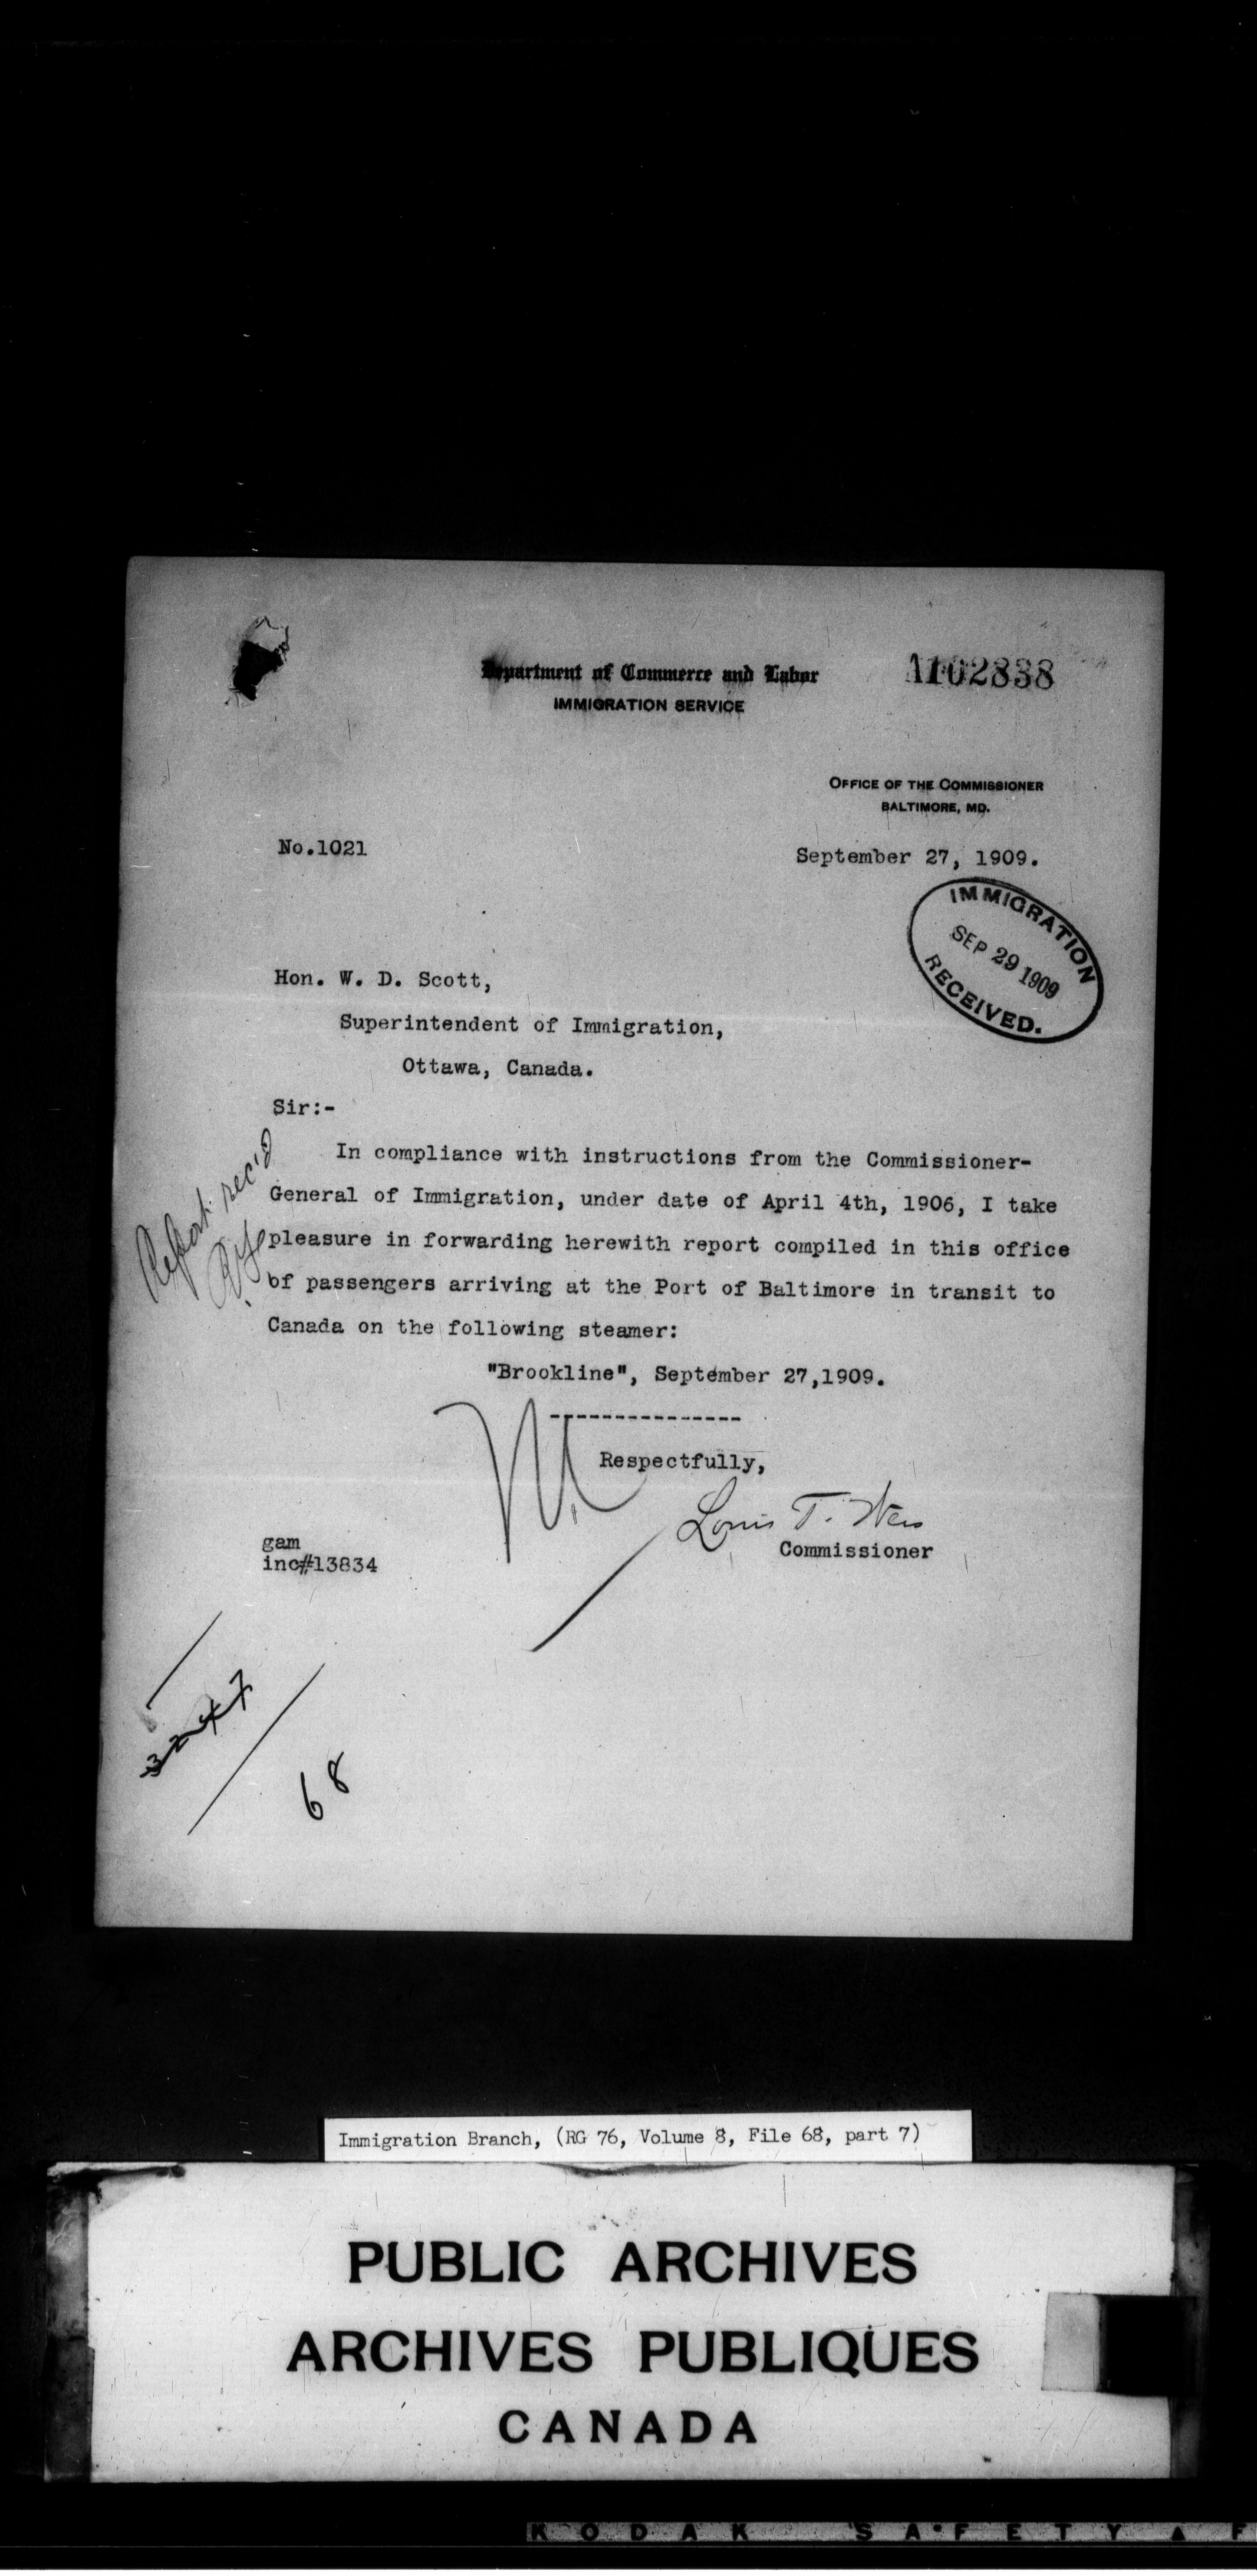 Department of Commerce and Labor
A102838
IMMIGRATION SERVICE
OFFICE OF THE COMMISSIONER
BALTIMORE, MD.
No.1021
September 27, 1909.
IMMIGRATION
SEP 29 1909
RECEIVED.
Hon. W. D. Scott,
Superintendent of Immigration,
Ottawa, Canada.
Sir:-
In compliance with instructions from the Commissioner-
General of Immigration, under date of April 4th, 1906, I take
pleasure in forwarding herewith report compiled in this office
of passengers arriving at the Port of Baltimore in transit to
Canada on the following steamer:
Report rec'd
"Brookline", September 27,1909.
----------------
Respectfully,
Louis T. Weis
Commissioner
gam
inc#13834
68
Immigration Branch, (RG 76, Volume 8, File 68, part 7)
PUBLIC ARCHIVES
ARCHIVES PUBLIQUES
CANADA
KODAK SAFETY F